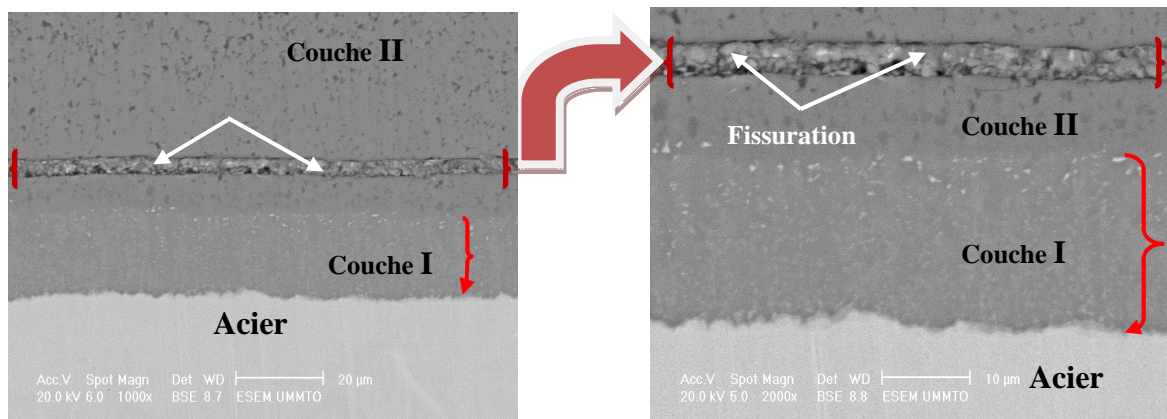 Couche II
Couche I
Acier
Acc.V Spot Magn Det WD 20 µm
20.0 kV 6.0 1000x BSE 8.7 ESEM UMMTO
Fissuration
Couche II
Couche I
Acier
Acc.V Spot Magn Det WD 10 µm
20.0 kV 5.0 2000x BSE 8.8 ESEM UMMTO